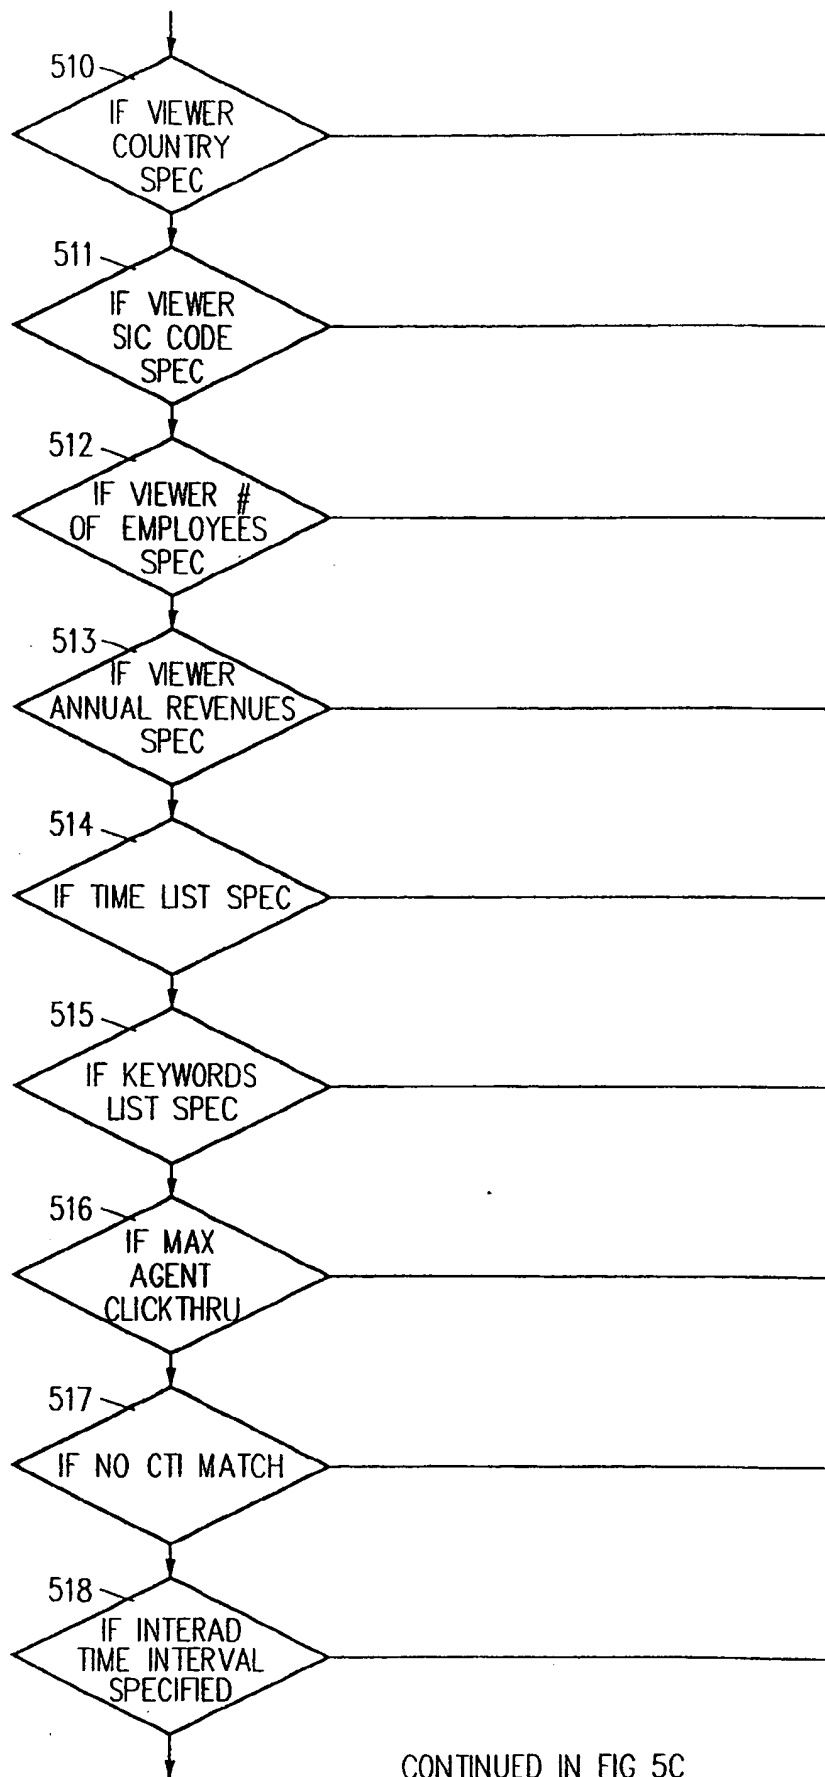 510
IF VIEWER
COUNTRY
SPEC
511
IF VIEWER
SIC CODE
SPEC
512
IF VIEWER #
OF EMPLOYEES
SPEC
513
IF VIEWER
ANNUAL REVENUES
SPEC
514
IF TIME LIST SPEC
515
IF KEYWORDS
LIST SPEC
516
IF MAX
AGENT
CLICKTHRU
517
IF NO CTI MATCH
518
IF INTERAD
TIME INTERVAL
SPECIFIED
CONTINUED IN FIG 5C